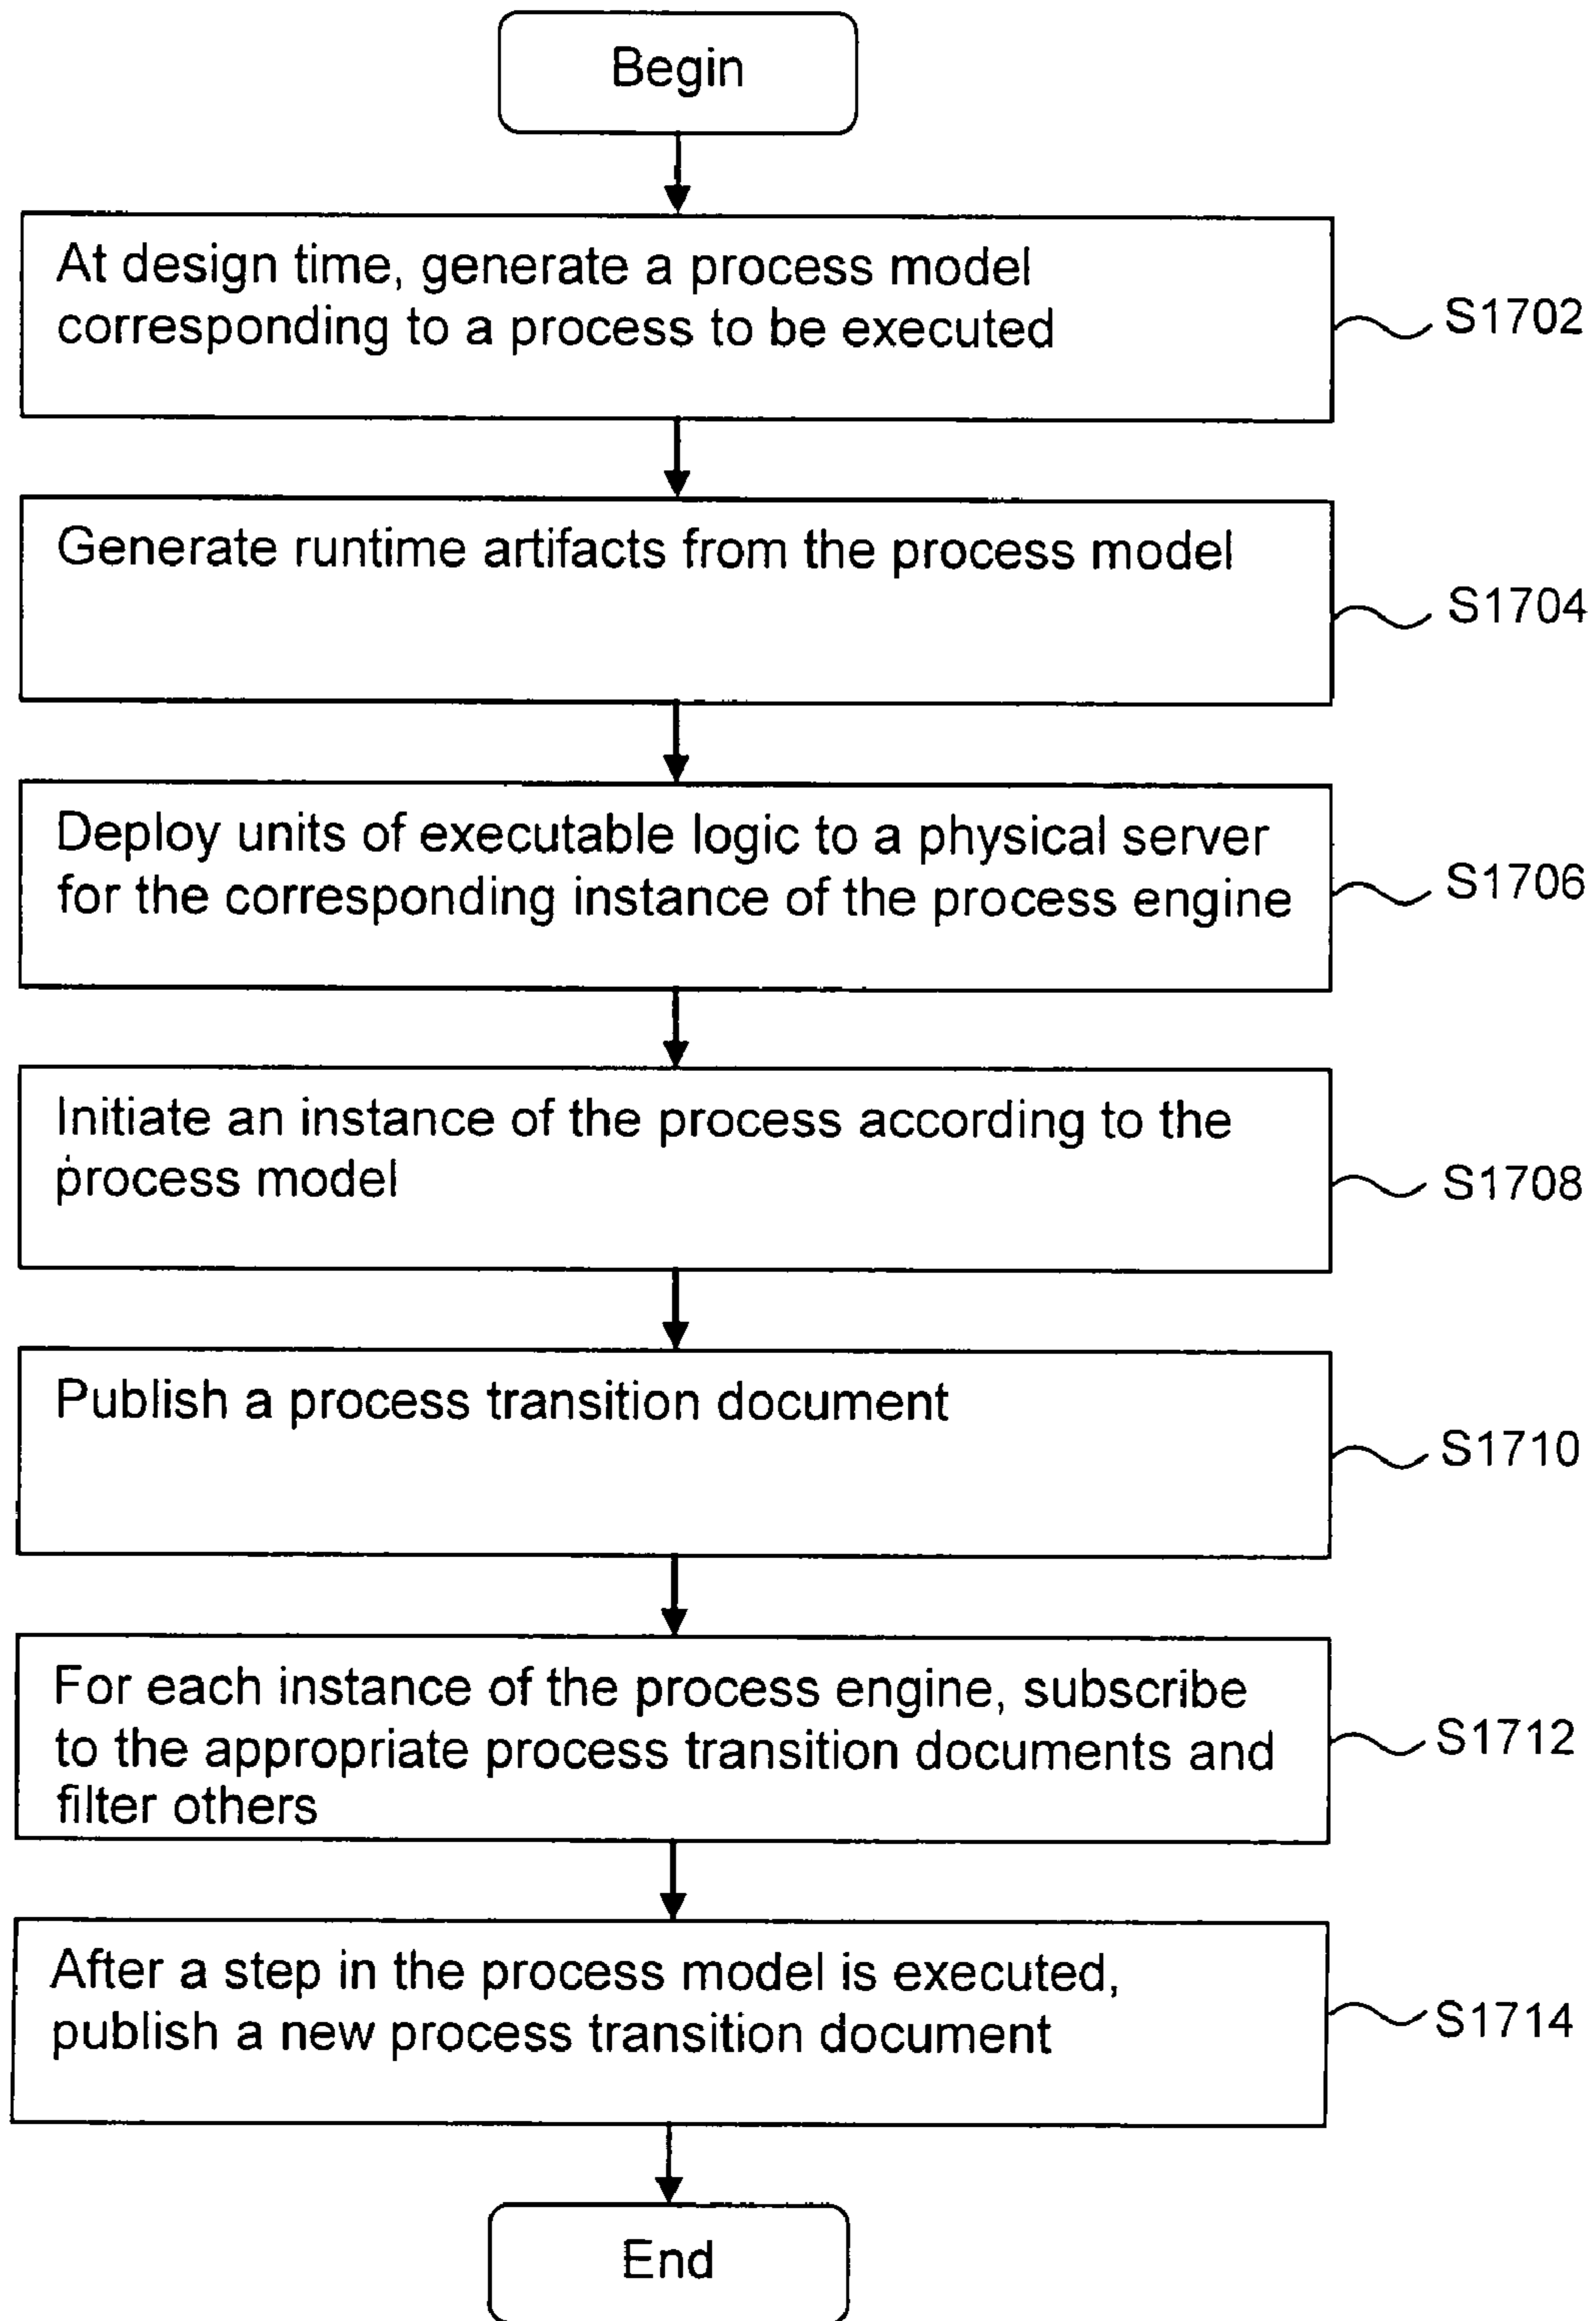 Begin
At design time, generate a process model
corresponding to a process to be executed
S1702
Generate runtime artifacts from the process model
S1704
Deploy units of executable logic to a physical server
for the corresponding instance of the process engine
S1706
Initiate an instance of the process according to the
process model
S1708
Publish a process transition document
S1710
For each instance of the process engine, subscribe
to the appropriate process transition documents and
filter others
S1712
After a step in the process model is executed,
publish a new process transition document
S1714
End